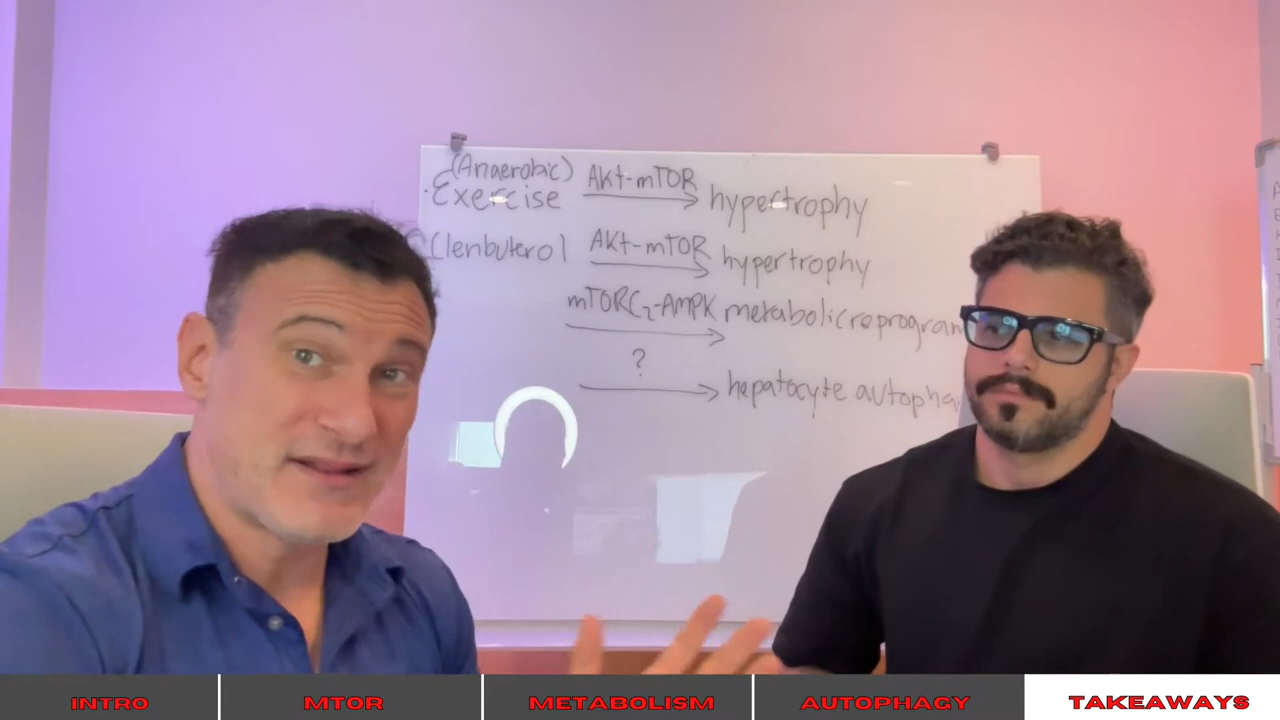 (Anaerobic)
Exercise Akt-mTOR hypertrophy
Clenbuterol Akt-mTOR hypertrophy
mTORC2-AMPK metabolic reprogram
?
hepatocyte autopha
INTRO
MTOR
METABOLISM
AUTOPHAGY
TAKEAWAYS